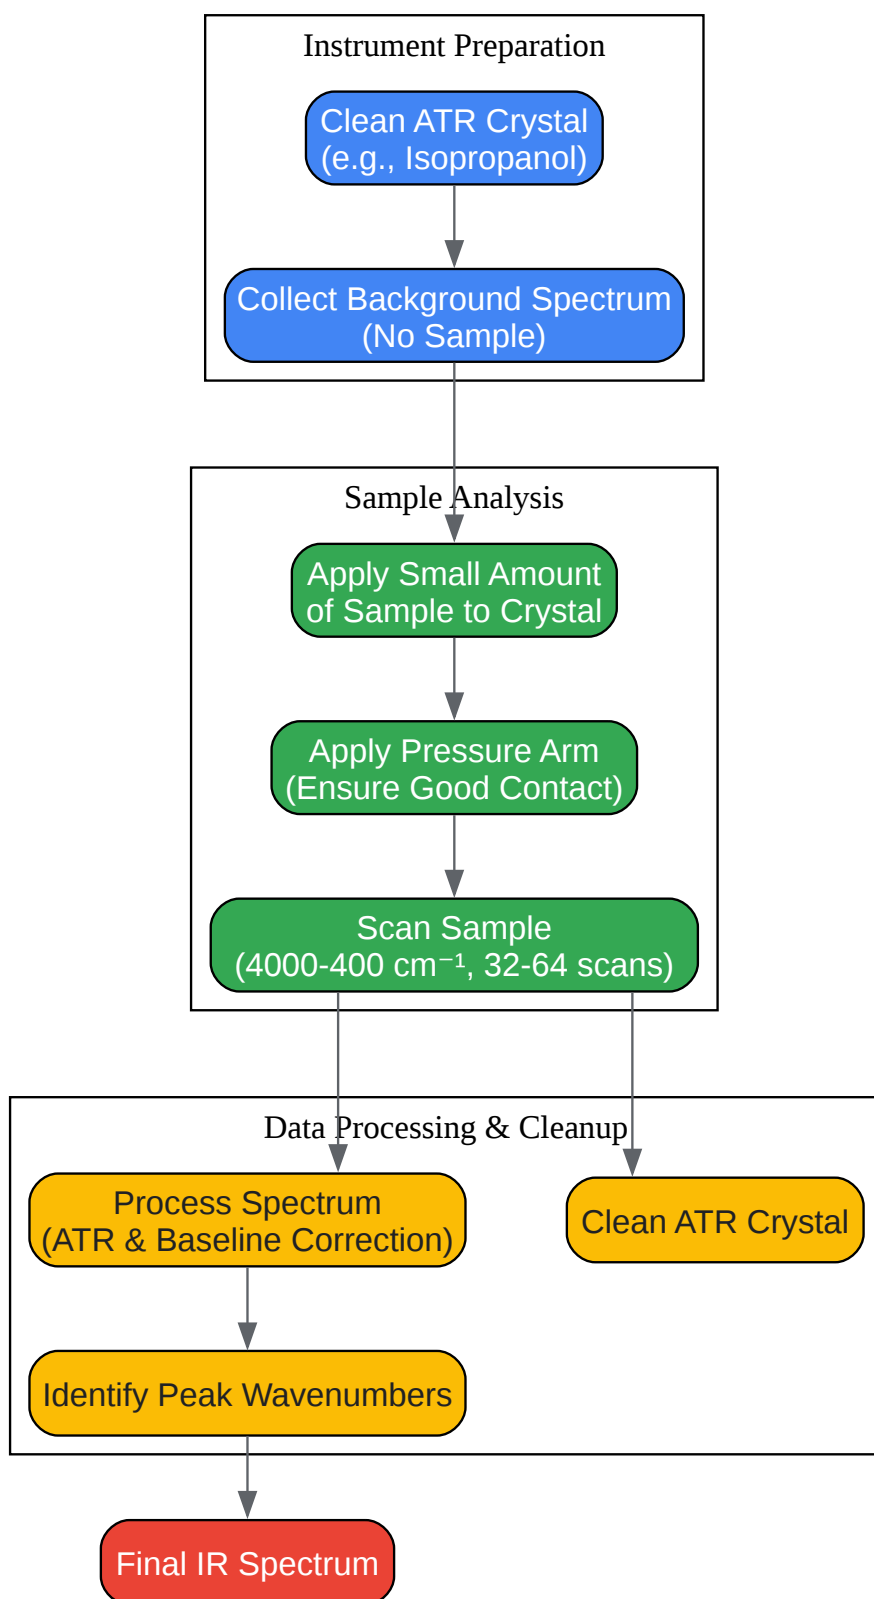 Instrument Preparation
Clean ATR Crystal
(e.g., Isopropanol)
Collect Background Spectrum
(No Sample)
Sample Analysis
Apply Small Amount
of Sample to Crystal
Apply Pressure Arm
(Ensure Good Contact)
Scan Sample
(4000-400 cm⁻¹, 32-64 scans)
Data Processing & Cleanup
Process Spectrum
(ATR & Baseline Correction)
Clean ATR Crystal
Identify Peak Wavenumbers
Final IR Spectrum